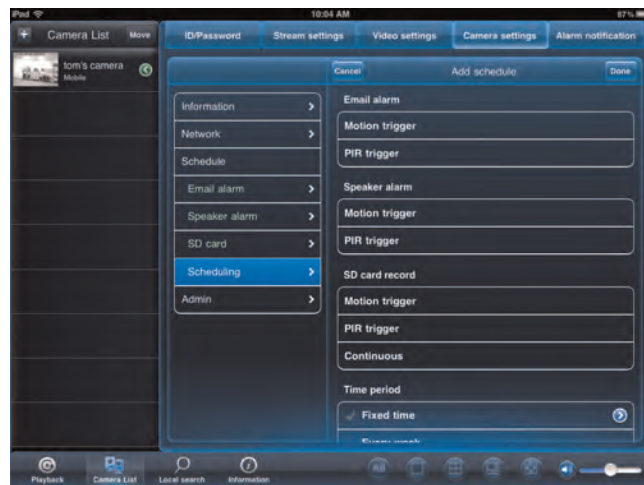 iPad
10:04 AM
87%
+ Camera List Move
tom's camera
Mobile
ID/Password
Stream settings
Video settings
Camera settings
Alarm notification
Cancel
Add schedule
Done
Information
Network
Schedule
Email alarm
Speaker alarm
SD card
Scheduling
Admin
Email alarm
Motion trigger
PIR trigger
Speaker alarm
Motion trigger
PIR trigger
SD card record
Motion trigger
PIR trigger
Continuous
Time period
Fixed time
Every week
Playback
Camera List
Local search
Information
All